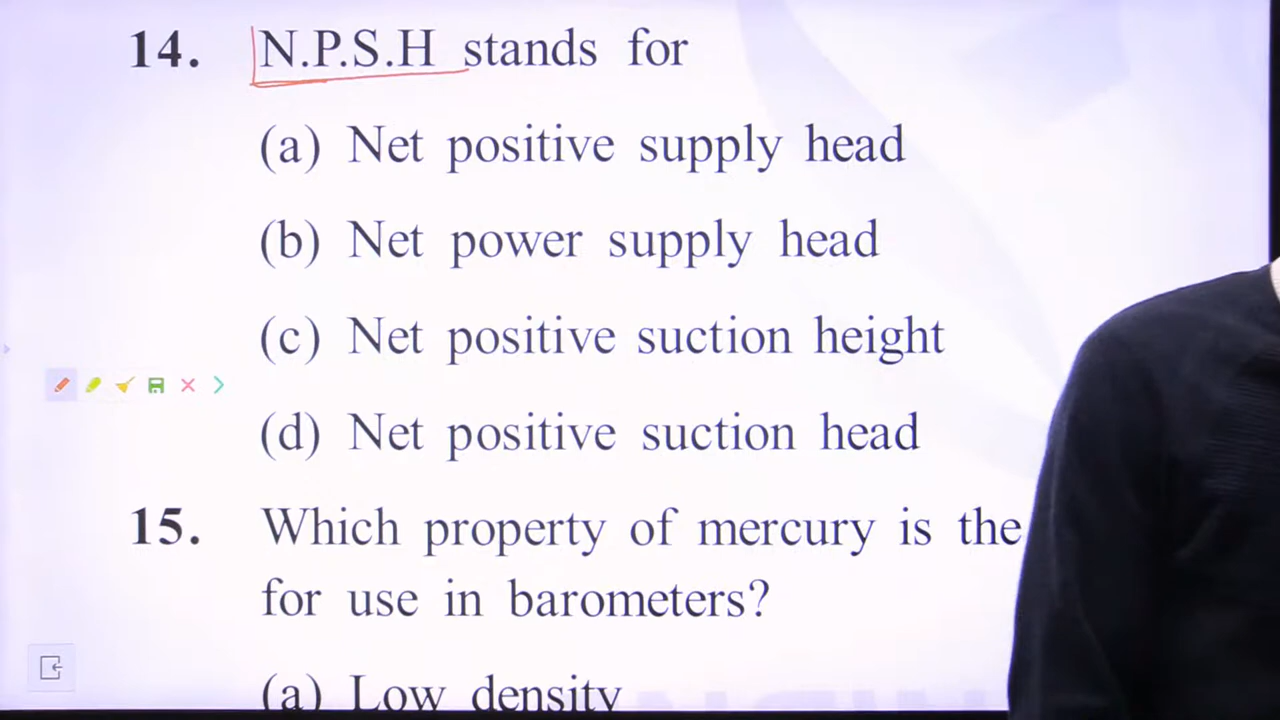 14. N.P.S.H stands for
(a) Net positive supply head
(b) Net power supply head
(c) Net positive suction height
(d) Net positive suction head
15. Which property of mercury is the
for use in barometers?
(a) Low density